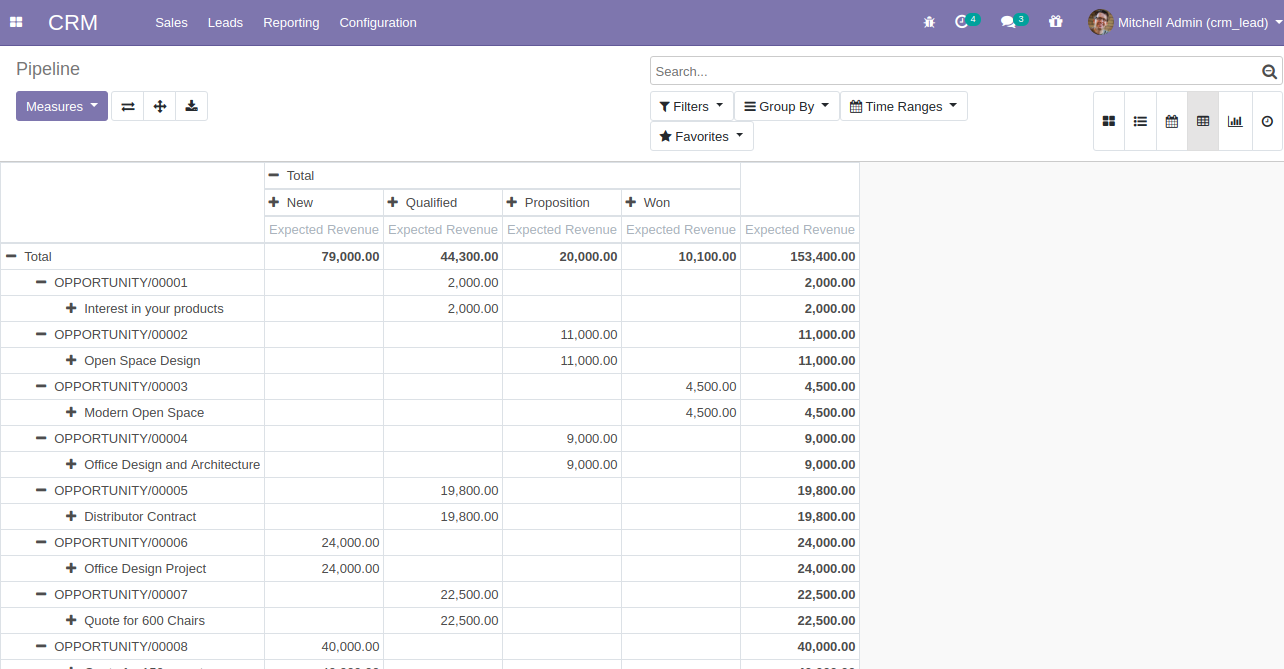 CRM Sales Leads Reporting Configuration 4 3 Mitchell Admin (crm_lead)
Pipeline
Search...
Measures
Filters Group By Time Ranges
Favorites
Total
New Qualified Proposition Won
Expected Revenue Expected Revenue Expected Revenue Expected Revenue Expected Revenue
Total 79,000.00 44,300.00 20,000.00 10,100.00 153,400.00
OPPORTUNITY/00001 2,000.00 2,000.00
Interest in your products 2,000.00 2,000.00
OPPORTUNITY/00002 11,000.00 11,000.00
Open Space Design 11,000.00 11,000.00
OPPORTUNITY/00003 4,500.00 4,500.00
Modern Open Space 4,500.00 4,500.00
OPPORTUNITY/00004 9,000.00 9,000.00
Office Design and Architecture 9,000.00 9,000.00
OPPORTUNITY/00005 19,800.00 19,800.00
Distributor Contract 19,800.00 19,800.00
OPPORTUNITY/00006 24,000.00 24,000.00
Office Design Project 24,000.00 24,000.00
OPPORTUNITY/00007 22,500.00 22,500.00
Quote for 600 Chairs 22,500.00 22,500.00
OPPORTUNITY/00008 40,000.00 40,000.00